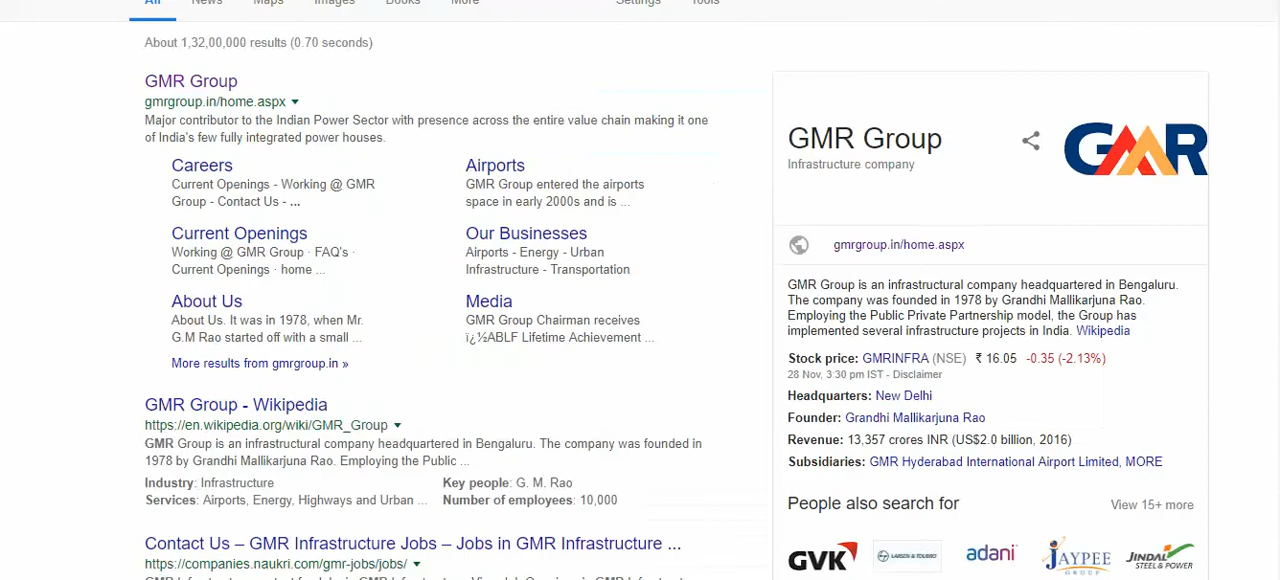 All News Maps Images Books More Settings Tools
About 1,32,00,000 results (0.70 seconds)
GMR Group
gmrgroup.in/home.aspx
Major contributor to the Indian Power Sector with presence across the entire value chain making it one
of India's few fully integrated power houses.
Careers
Current Openings - Working @ GMR
Group - Contact Us - ...
Airports
GMR Group entered the airports
space in early 2000s and is ...
Current Openings
Working @ GMR Group · FAQ's ·
Current Openings · home ...
Our Businesses
Airports - Energy - Urban
Infrastructure - Transportation
About Us
About Us. It was in 1978, when Mr.
G.M Rao started off with a small ...
Media
GMR Group Chairman receives
ï¿½ABLF Lifetime Achievement ...
More results from gmrgroup.in »
GMR Group - Wikipedia
https://en.wikipedia.org/wiki/GMR_Group
GMR Group is an infrastructural company headquartered in Bengaluru. The company was founded in
1978 by Grandhi Mallikarjuna Rao. Employing the Public ...
Industry: Infrastructure
Key people: G. M. Rao
Services: Airports, Energy, Highways and Urban ...
Number of employees: 10,000
Contact Us – GMR Infrastructure Jobs – Jobs in GMR Infrastructure ...
https://companies.naukri.com/gmr-jobs/jobs/
GMR Group
Infrastructure company
GMR
gmrgroup.in/home.aspx
GMR Group is an infrastructural company headquartered in Bengaluru.
The company was founded in 1978 by Grandhi Mallikarjuna Rao.
Employing the Public Private Partnership model, the Group has
implemented several infrastructure projects in India. Wikipedia
Stock price: GMRINFRA (NSE) ₹ 16.05 -0.35 (-2.13%)
28 Nov, 3:30 pm IST - Disclaimer
Headquarters: New Delhi
Founder: Grandhi Mallikarjuna Rao
Revenue: 13,357 crores INR (US$2.0 billion, 2016)
Subsidiaries: GMR Hyderabad International Airport Limited, MORE
People also search for
View 15+ more
GVK
LARSEN & TOUBRO
adani
JAYPEE
GROUP
JINDAL
STEEL & POWER